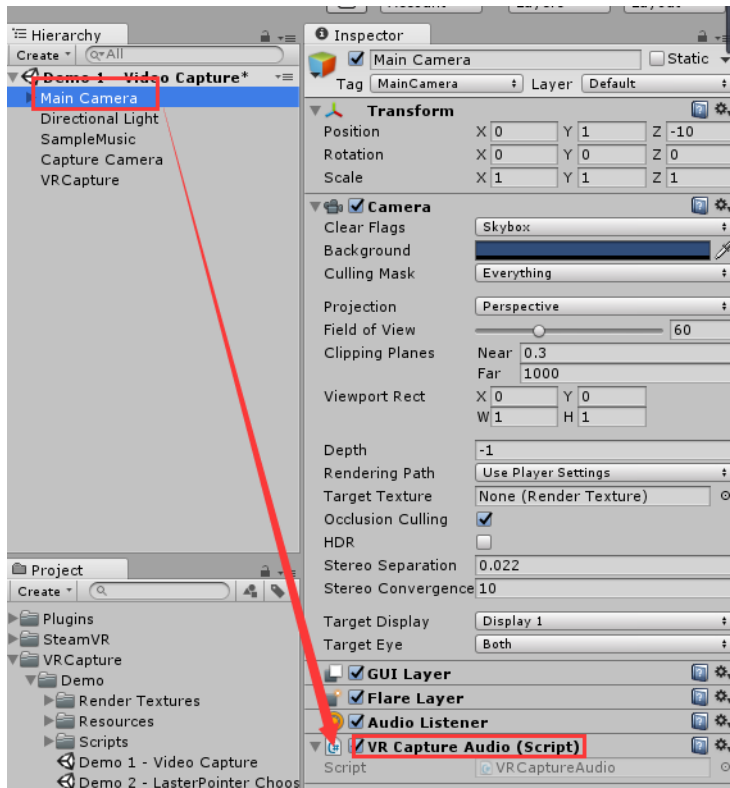 Account
Layers
Layout
Hierarchy
Create
All
Demo 1 - Video Capture*
Main Camera
Directional Light
SampleMusic
Capture Camera
VRCapture
Project
Create
Plugins
SteamVR
VRCapture
Demo
Render Textures
Resources
Scripts
Demo 1 - Video Capture
Demo 2 - LasterPointer Choos
Inspector
Main Camera
Static
Tag MainCamera Layer Default
Transform
Position X 0 Y 1 Z -10
Rotation X 0 Y 0 Z 0
Scale X 1 Y 1 Z 1
Camera
Clear Flags Skybox
Background
Culling Mask Everything
Projection Perspective
Field of View 60
Clipping Planes Near 0.3
Far 1000
Viewport Rect X 0 Y 0
W 1 H 1
Depth -1
Rendering Path Use Player Settings
Target Texture None (Render Texture)
Occlusion Culling
HDR
Stereo Separation 0.022
Stereo Convergence 10
Target Display Display 1
Target Eye Both
GUI Layer
Flare Layer
Audio Listener
VR Capture Audio (Script)
Script VRCaptureAudio